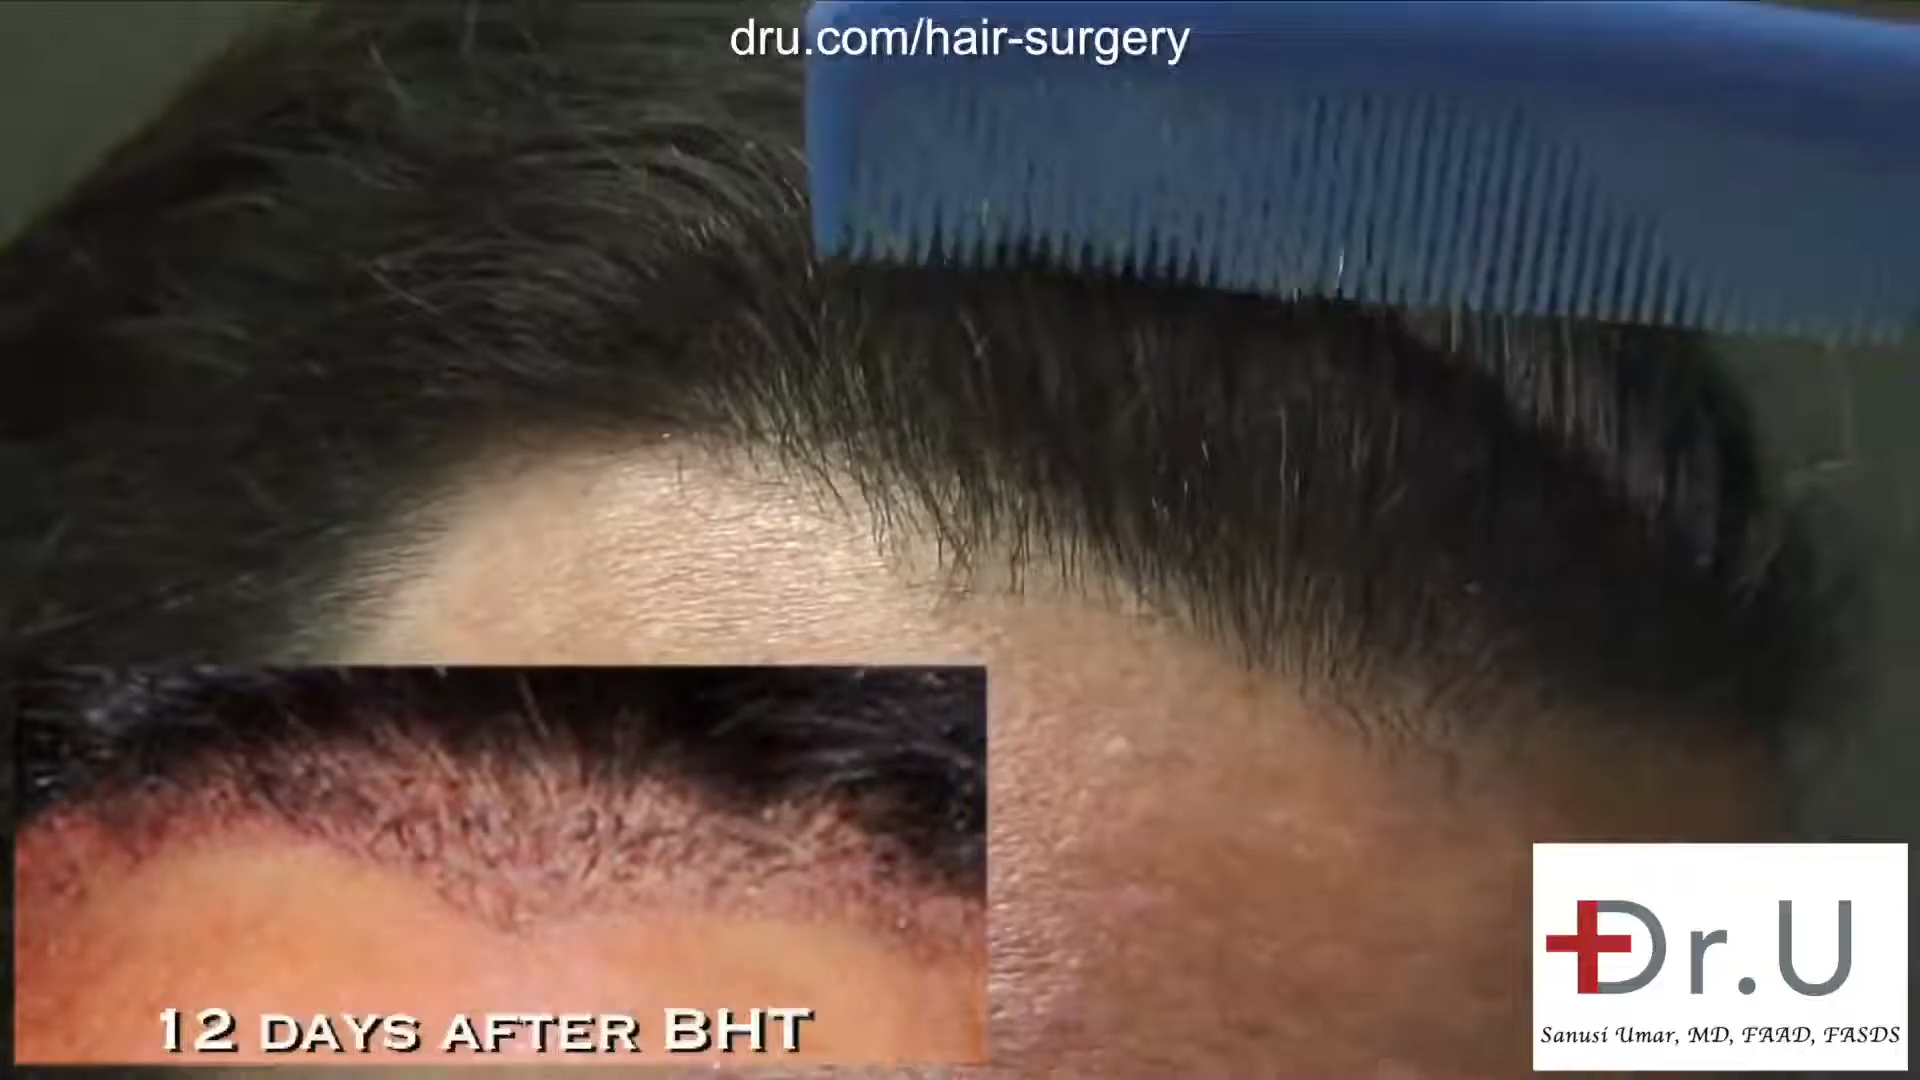 dru.com/hair-surgery
12 DAYS AFTER BHT
Dr.U
Sanusi Umar, MD, FAAD, FASDS